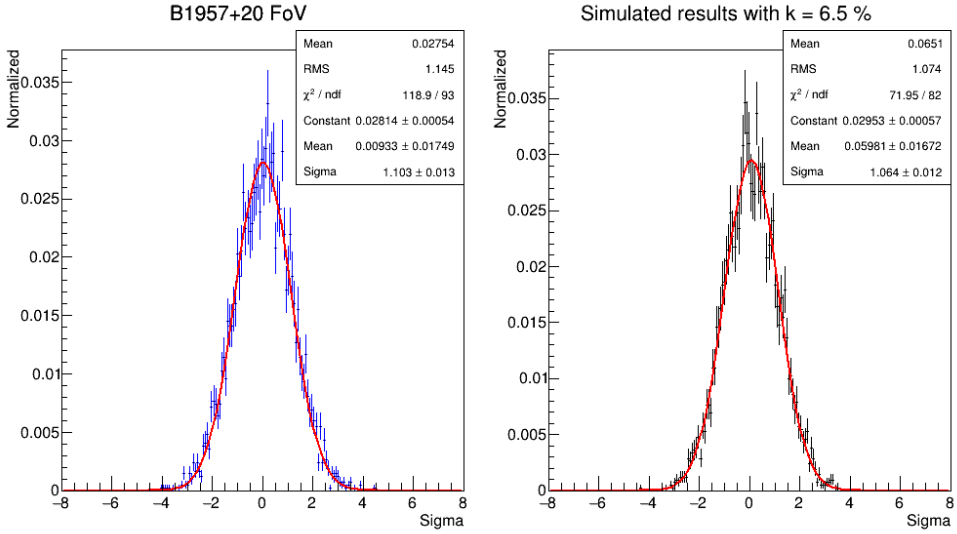 B1957+20 FoV
Normalized
Mean 0.02754
RMS 1.145
χ² / ndf 118.9 / 93
Constant 0.02814 ± 0.00054
Mean 0.00933 ± 0.01749
Sigma 1.103 ± 0.013
0.035
0.03
0.025
0.02
0.015
0.01
0.005
0
−8 −6 −4 −2 0 2 4 6 8
Sigma
Simulated results with k = 6.5 %
Normalized
Mean 0.0651
RMS 1.074
χ² / ndf 71.95 / 82
Constant 0.02953 ± 0.00057
Mean 0.05981 ± 0.01672
Sigma 1.064 ± 0.012
0.035
0.03
0.025
0.02
0.015
0.01
0.005
0
−8 −6 −4 −2 0 2 4 6 8
Sigma